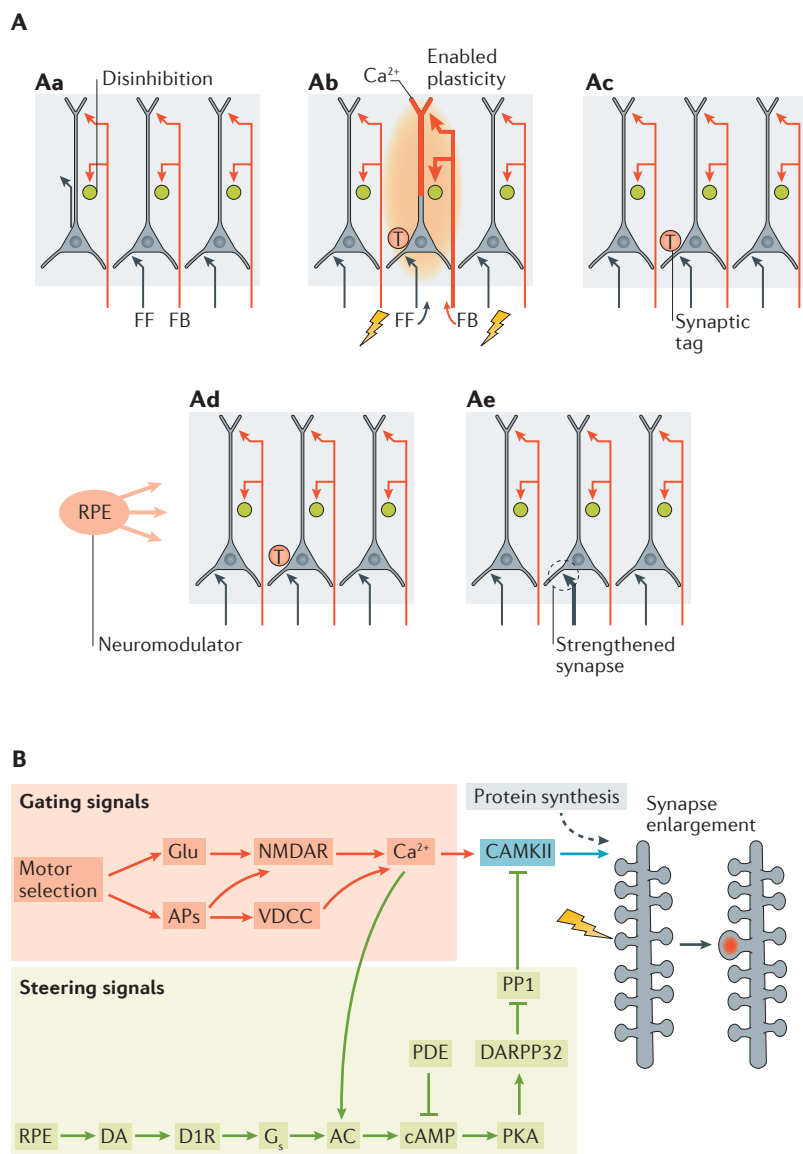 A
Aa
Disinhibition
FF FB
Ab
Ca²⁺
Enabled
plasticity
T
FF
FB
Ac
T
Synaptic
tag
Ad
RPE
T
Neuromodulator
Ae
Strengthened
synapse
B
Gating signals
Motor
selection
Glu
NMDAR
Ca²⁺
APs
VDCC
Protein synthesis
CAMKII
Synapse
enlargement
Steering signals
PP1
PDE
DARPP32
RPE
DA
D1R
Gₛ
AC
cAMP
PKA